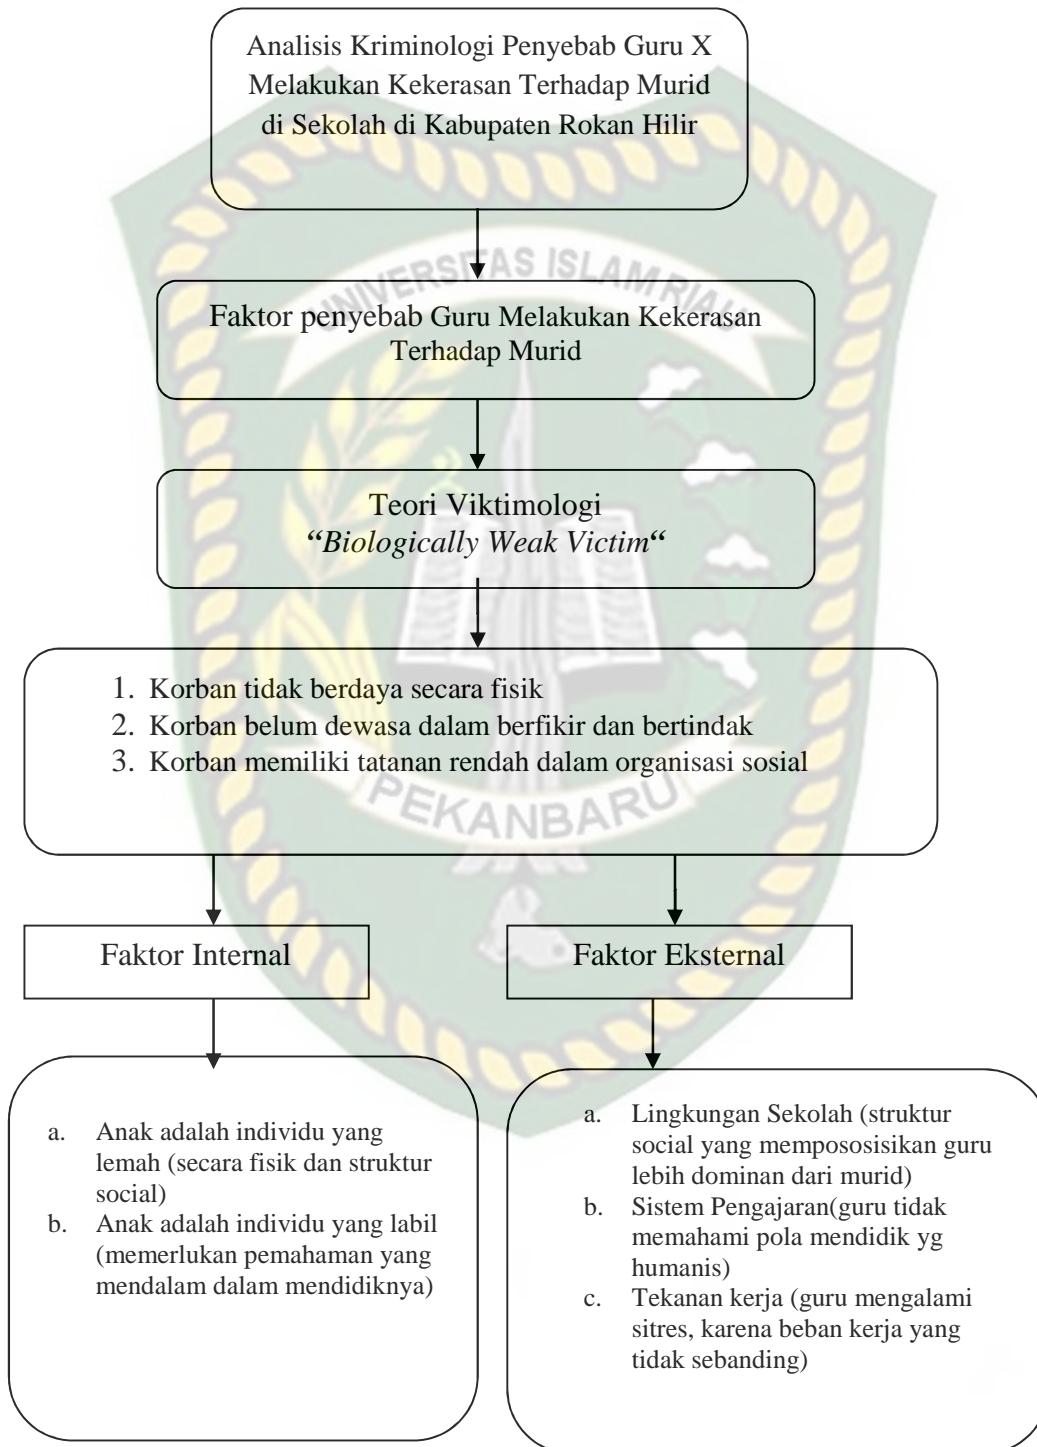 Analisis Kriminologi Penyebab Guru X
Melakukan Kekerasan Terhadap Murid
di Sekolah di Kabupaten Rokan Hilir
UNIVERSITAS ISLAM RIAU
Faktor penyebab Guru Melakukan Kekerasan
Terhadap Murid
Teori Viktimologi
“Biologically Weak Victim“
1. Korban tidak berdaya secara fisik
2. Korban belum dewasa dalam berfikir dan bertindak
3. Korban memiliki tatanan rendah dalam organisasi sosial
PEKANBARU
Faktor Internal
Faktor Eksternal
a. Anak adalah individu yang
lemah (secara fisik dan struktur
social)
b. Anak adalah individu yang labil
(memerlukan pemahaman yang
mendalam dalam mendidiknya)
a. Lingkungan Sekolah (struktur
social yang mempososisikan guru
lebih dominan dari murid)
b. Sistem Pengajaran(guru tidak
memahami pola mendidik yg
humanis)
c. Tekanan kerja (guru mengalami
sitres, karena beban kerja yang
tidak sebanding)